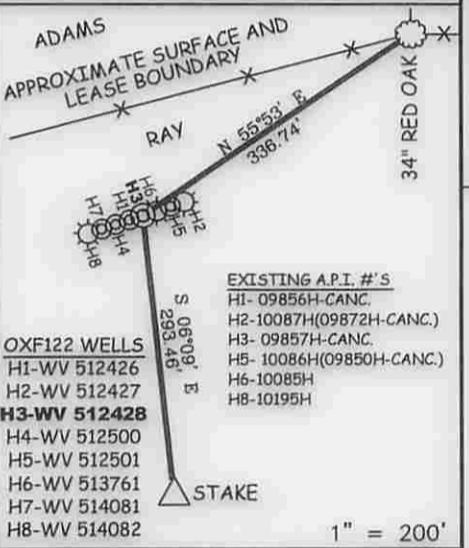 ADAMS
APPROXIMATE SURFACE AND
LEASE BOUNDARY
RAY
N 55°53' E
336.74'
34" RED OAK
H7
H8
H1
H4
H3
H6
H5
H2
S 06°09' E
293.46'
EXISTING A.P.I. #'S
H1- 09856H-CANC.
H2-10087H(09872H-CANC.)
H3- 09857H-CANC.
H5- 10086H(09850H-CANC.)
H6-10085H
H8-10195H
OXF122 WELLS
H1-WV 512426
H2-WV 512427
H3-WV 512428
H4-WV 512500
H5-WV 512501
H6-WV 513761
H7-WV 514081
H8-WV 514082
STAKE
1" = 200'